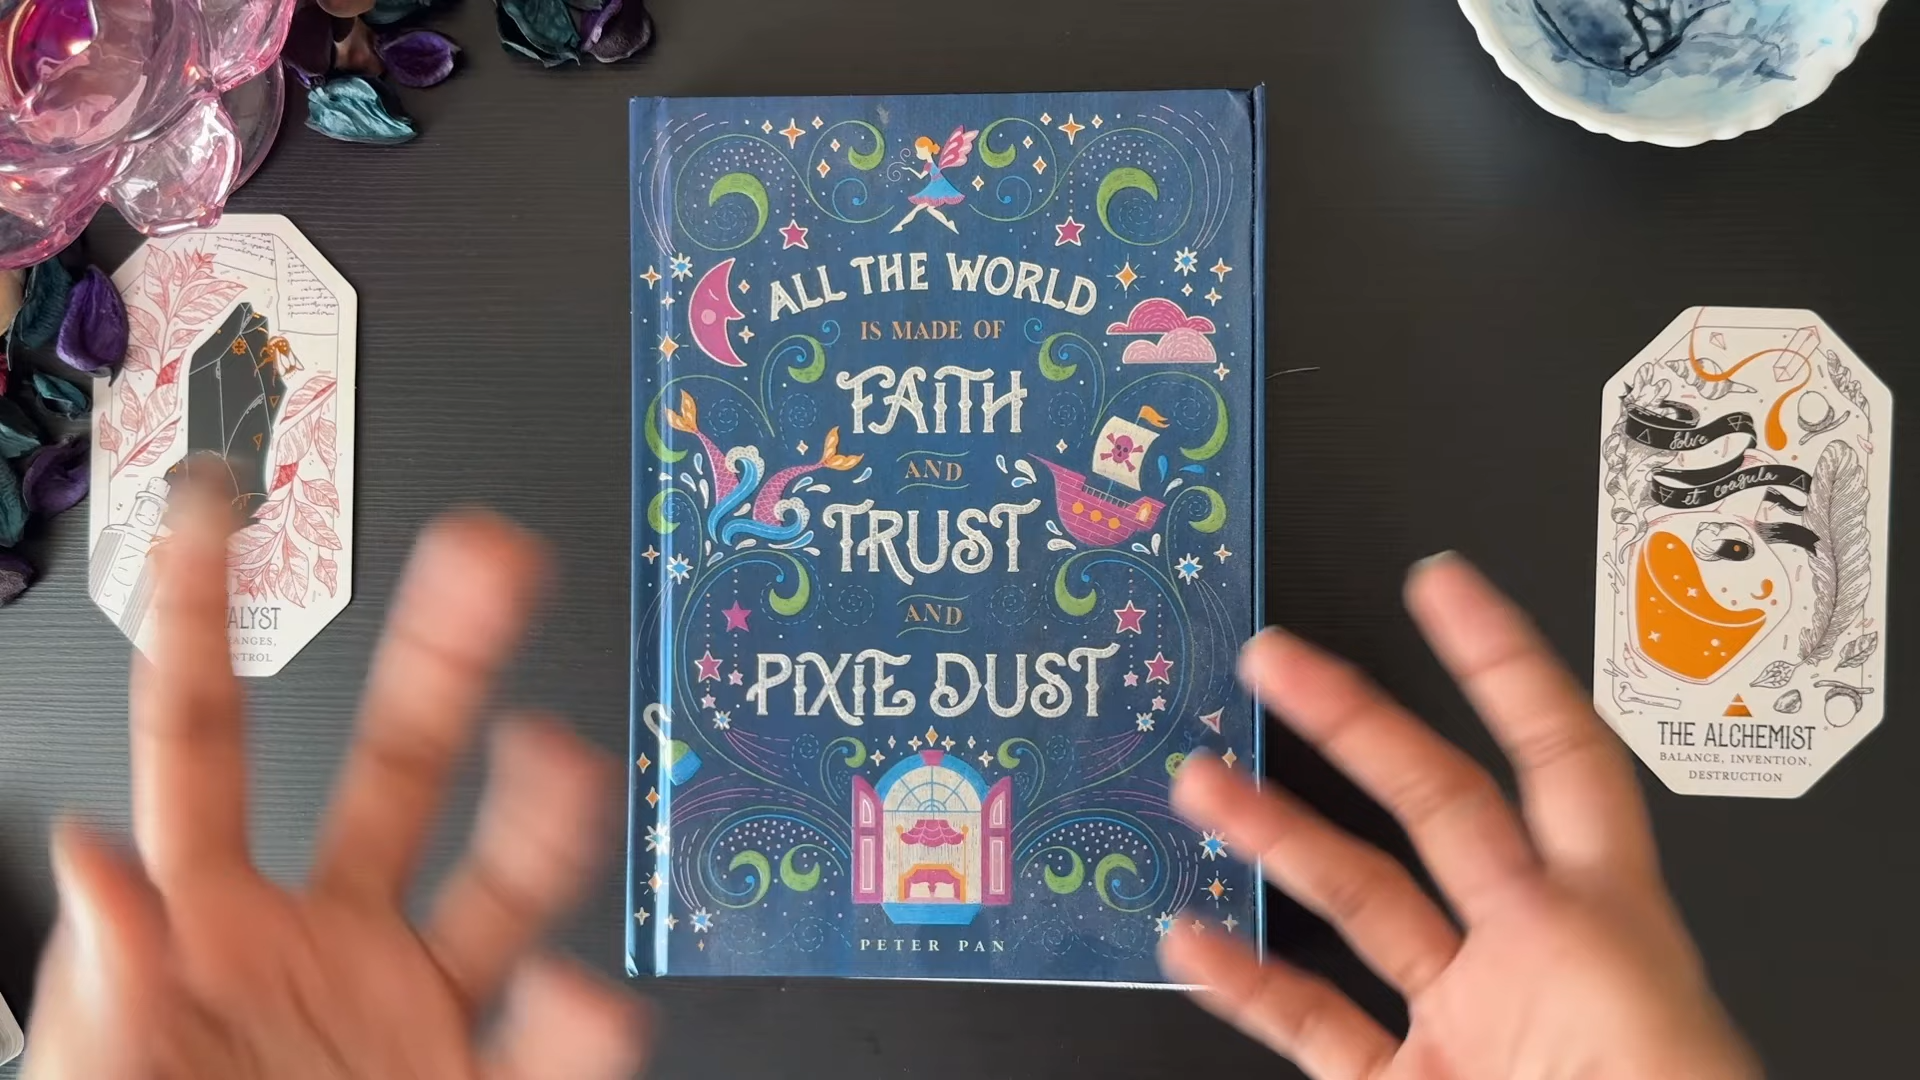 ALL THE WORLD
IS MADE OF
FAITH
AND
TRUST
AND
PIXIE DUST
PETER PAN
Solve
et coagula
THE ALCHEMIST
BALANCE, INVENTION,
DESTRUCTION